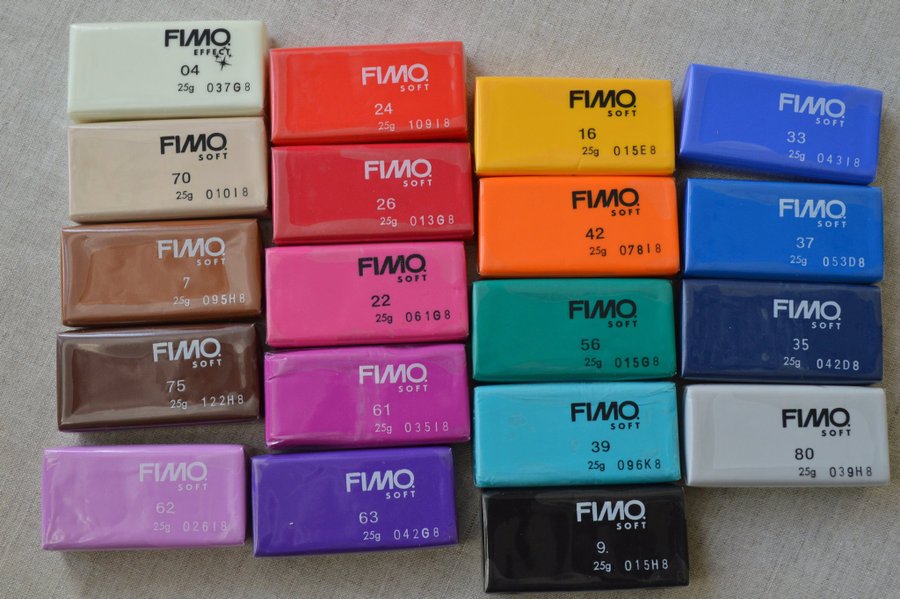 FIMO
EFFECT
04
25g 037G8
FIMO
SOFT
70
25g 010I8
FIMO
SOFT
7
25g 095H8
FIMO
SOFT
75
25g 122H8
FIMO
SOFT
62
25g 026I8
FIMO
SOFT
24
25g 109I8
FIMO
SOFT
26
25g 013G8
FIMO
SOFT
22
25g 061G8
FIMO
SOFT
61
25g 035I8
FIMO
SOFT
63
25g 042G8
FIMO
SOFT
16
25g 015E8
FIMO
SOFT
42
25g 078I8
FIMO
SOFT
56
25g 015G8
FIMO
SOFT
39
25g 096K8
FIMO
SOFT
9.
25g 015H8
FIMO
SOFT
33
25g 043I8
FIMO
SOFT
37
25g 053D8
FIMO
SOFT
35
25g 042D8
FIMO
SOFT
80
25g 039H8